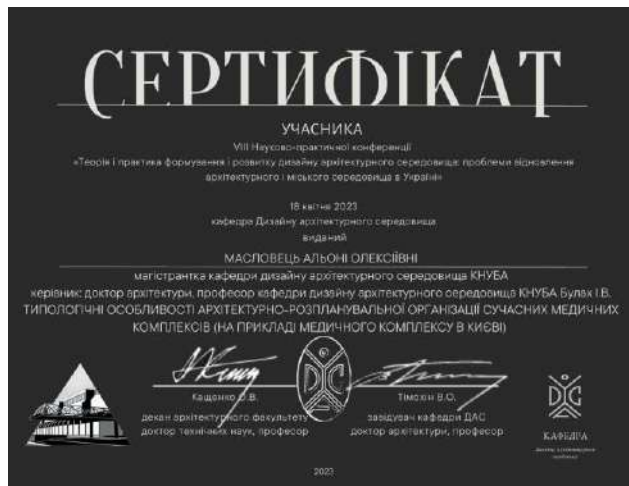 СЕРТИФІКАТ
УЧАСНИКА
VIII Науково-практичної конференції
«Теорія і практика формування і розвитку дизайну архітектурного середовища: проблеми відновлення
архітектурного і міського середовища в Україні»
18 квітня 2023
кафедра Дизайну архітектурного середовища
виданий
МАСЛОВЕЦЬ АЛЬОНІ ОЛЕКСІЇВНІ
магістрантка кафедри дизайну архітектурного середовища КНУБА
керівник: доктор архітектури, професор кафедри дизайну архітектурного середовища КНУБА Булах І.В.
ТИПОЛОГІЧНІ ОСОБЛИВОСТІ АРХІТЕКТУРНО-РОЗПЛАНУВАЛЬНОЇ ОРГАНІЗАЦІЇ СУЧАСНИХ МЕДИЧНИХ
КОМПЛЕКСІВ (НА ПРИКЛАДІ МЕДИЧНОГО КОМПЛЕКСУ В КИЄВІ)
Кащенко О.В.
декан архітектурного факультету
доктор технічних наук, професор
Тімохін В.О.
завідувач кафедри ДАС
доктор архітектури, професор
КАФЕДРА
2023